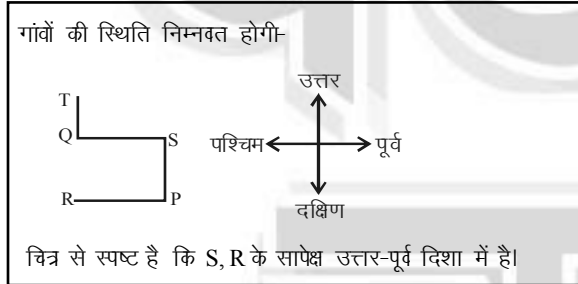 गांवों की स्थिति निम्नवत होगी-
उत्तर
T
Q S पश्चिम पूर्व
R P
दक्षिण
चित्र से स्पष्ट है कि S, R के सापेक्ष उत्तर-पूर्व दिशा में है।